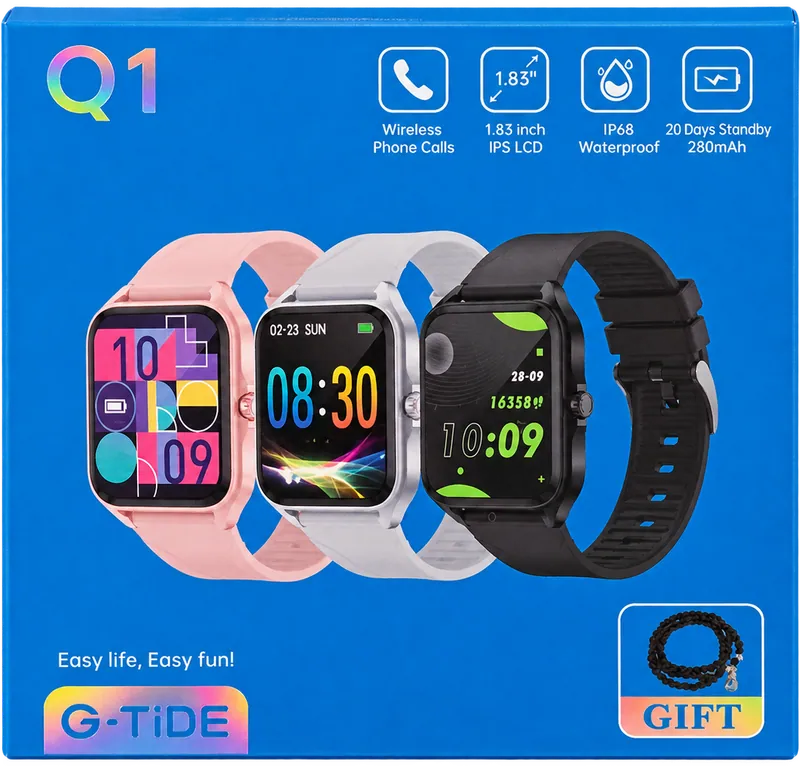 Q1
Wireless
Phone Calls
1.83"
1.83 inch
IPS LCD
IP68
Waterproof
20 Days Standby
280mAh
10
09
02-23 SUN
08:30
28-09
16358
10:09
Easy life, Easy fun!
G-TiDE
GIFT